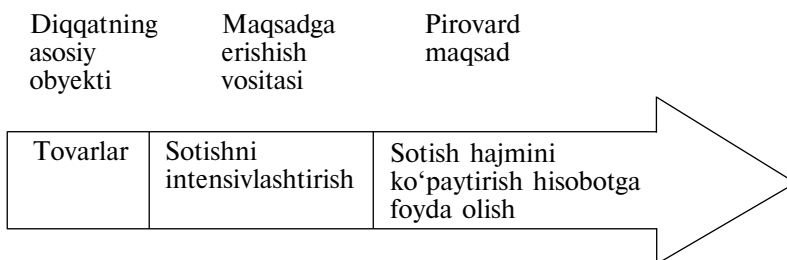 Diqqatning
asosiy
obyekti
Maqsadga
erishish
vositasi
Pirovard
maqsad
Tovarlar
Sotishni
intensivlashtirish
Sotish hajmini
ko‘paytirish hisobotga
foyda olish